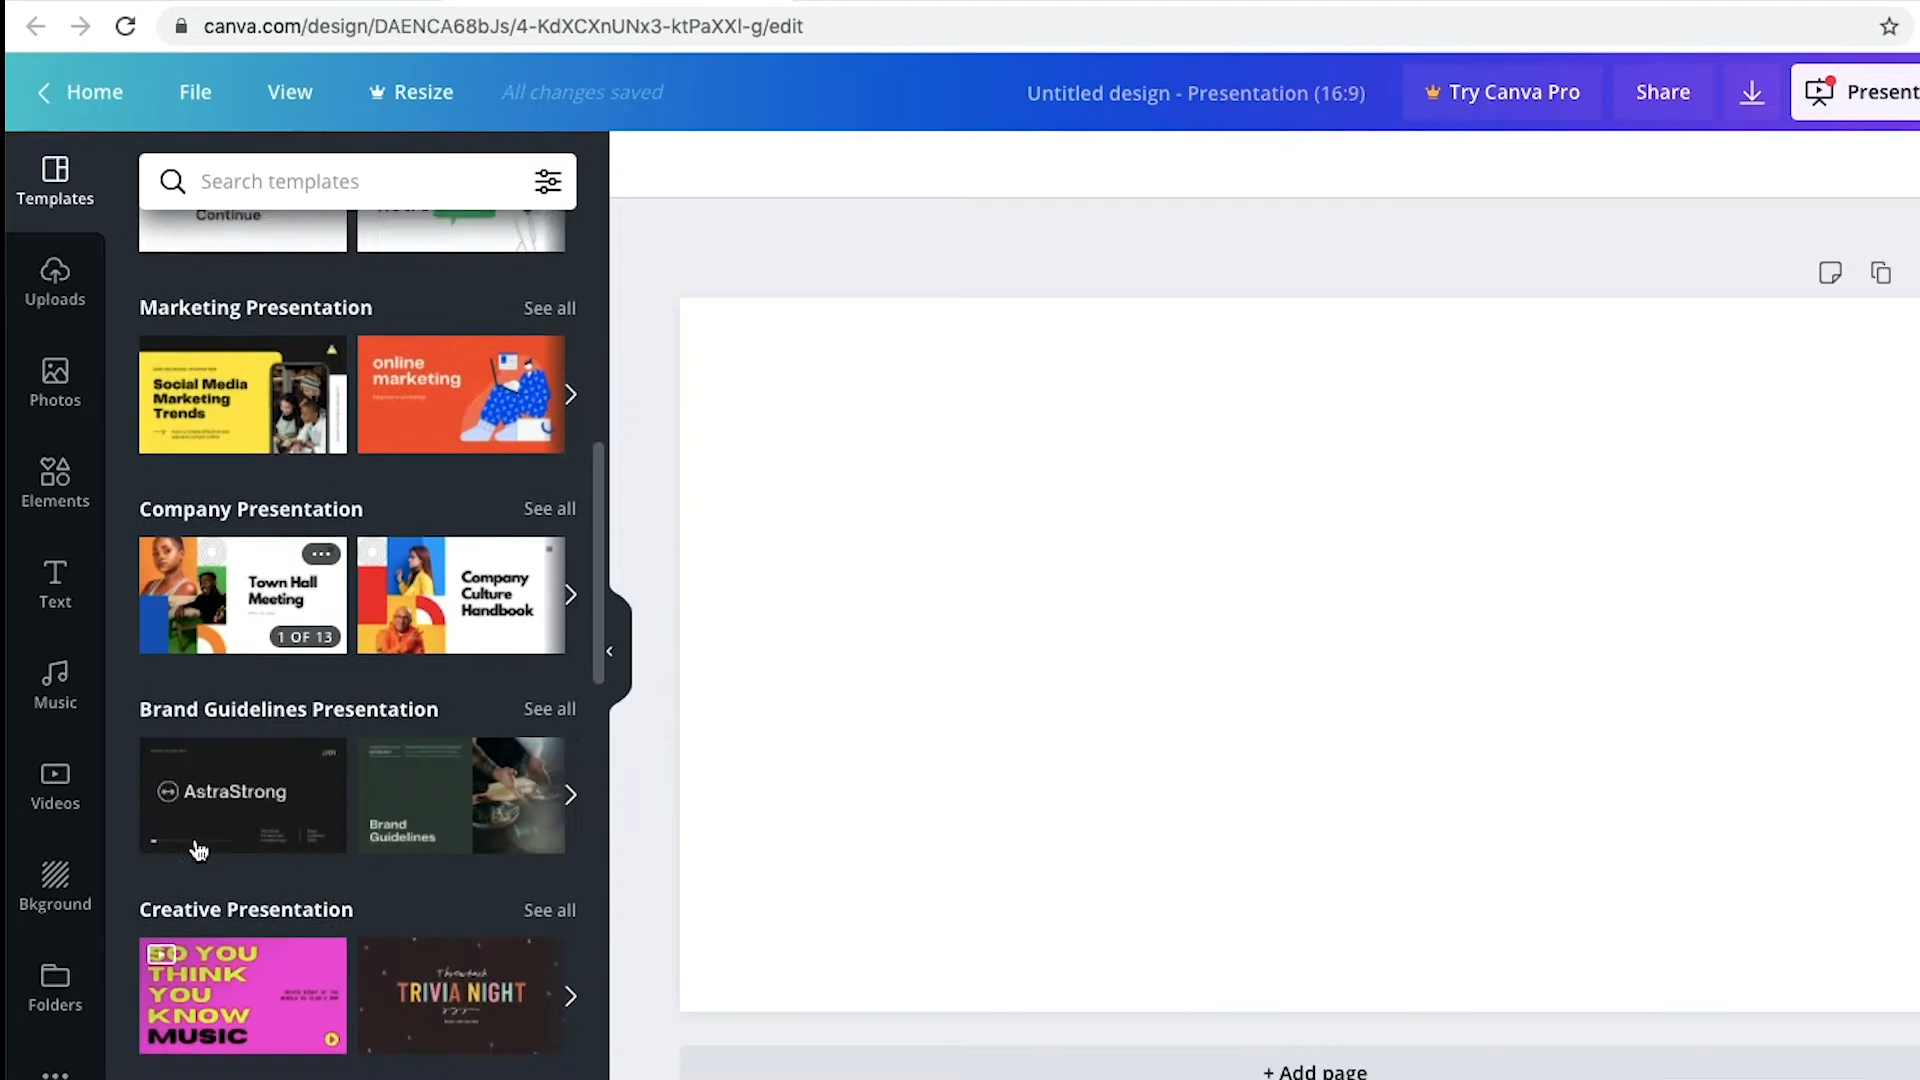 canva.com/design/DAENCA68bJs/4-KdXCXnUNx3-ktPaXXl-g/edit
Home File View Resize All changes saved Untitled design - Presentation (16:9) Try Canva Pro Share Present
Templates
Search templates
Continue
Uploads
Marketing Presentation See all
Photos
Social Media
Marketing
Trends
online
marketing
Elements
Company Presentation See all
Town Hall
Meeting
1 OF 13
Company
Culture
Handbook
Text
Music
Brand Guidelines Presentation See all
AstraStrong
Brand
Guidelines
Videos
Bkground
Creative Presentation See all
SO YOU
THINK
YOU
KNOW
MUSIC
Throwback
TRIVIA NIGHT
Folders
+ Add page